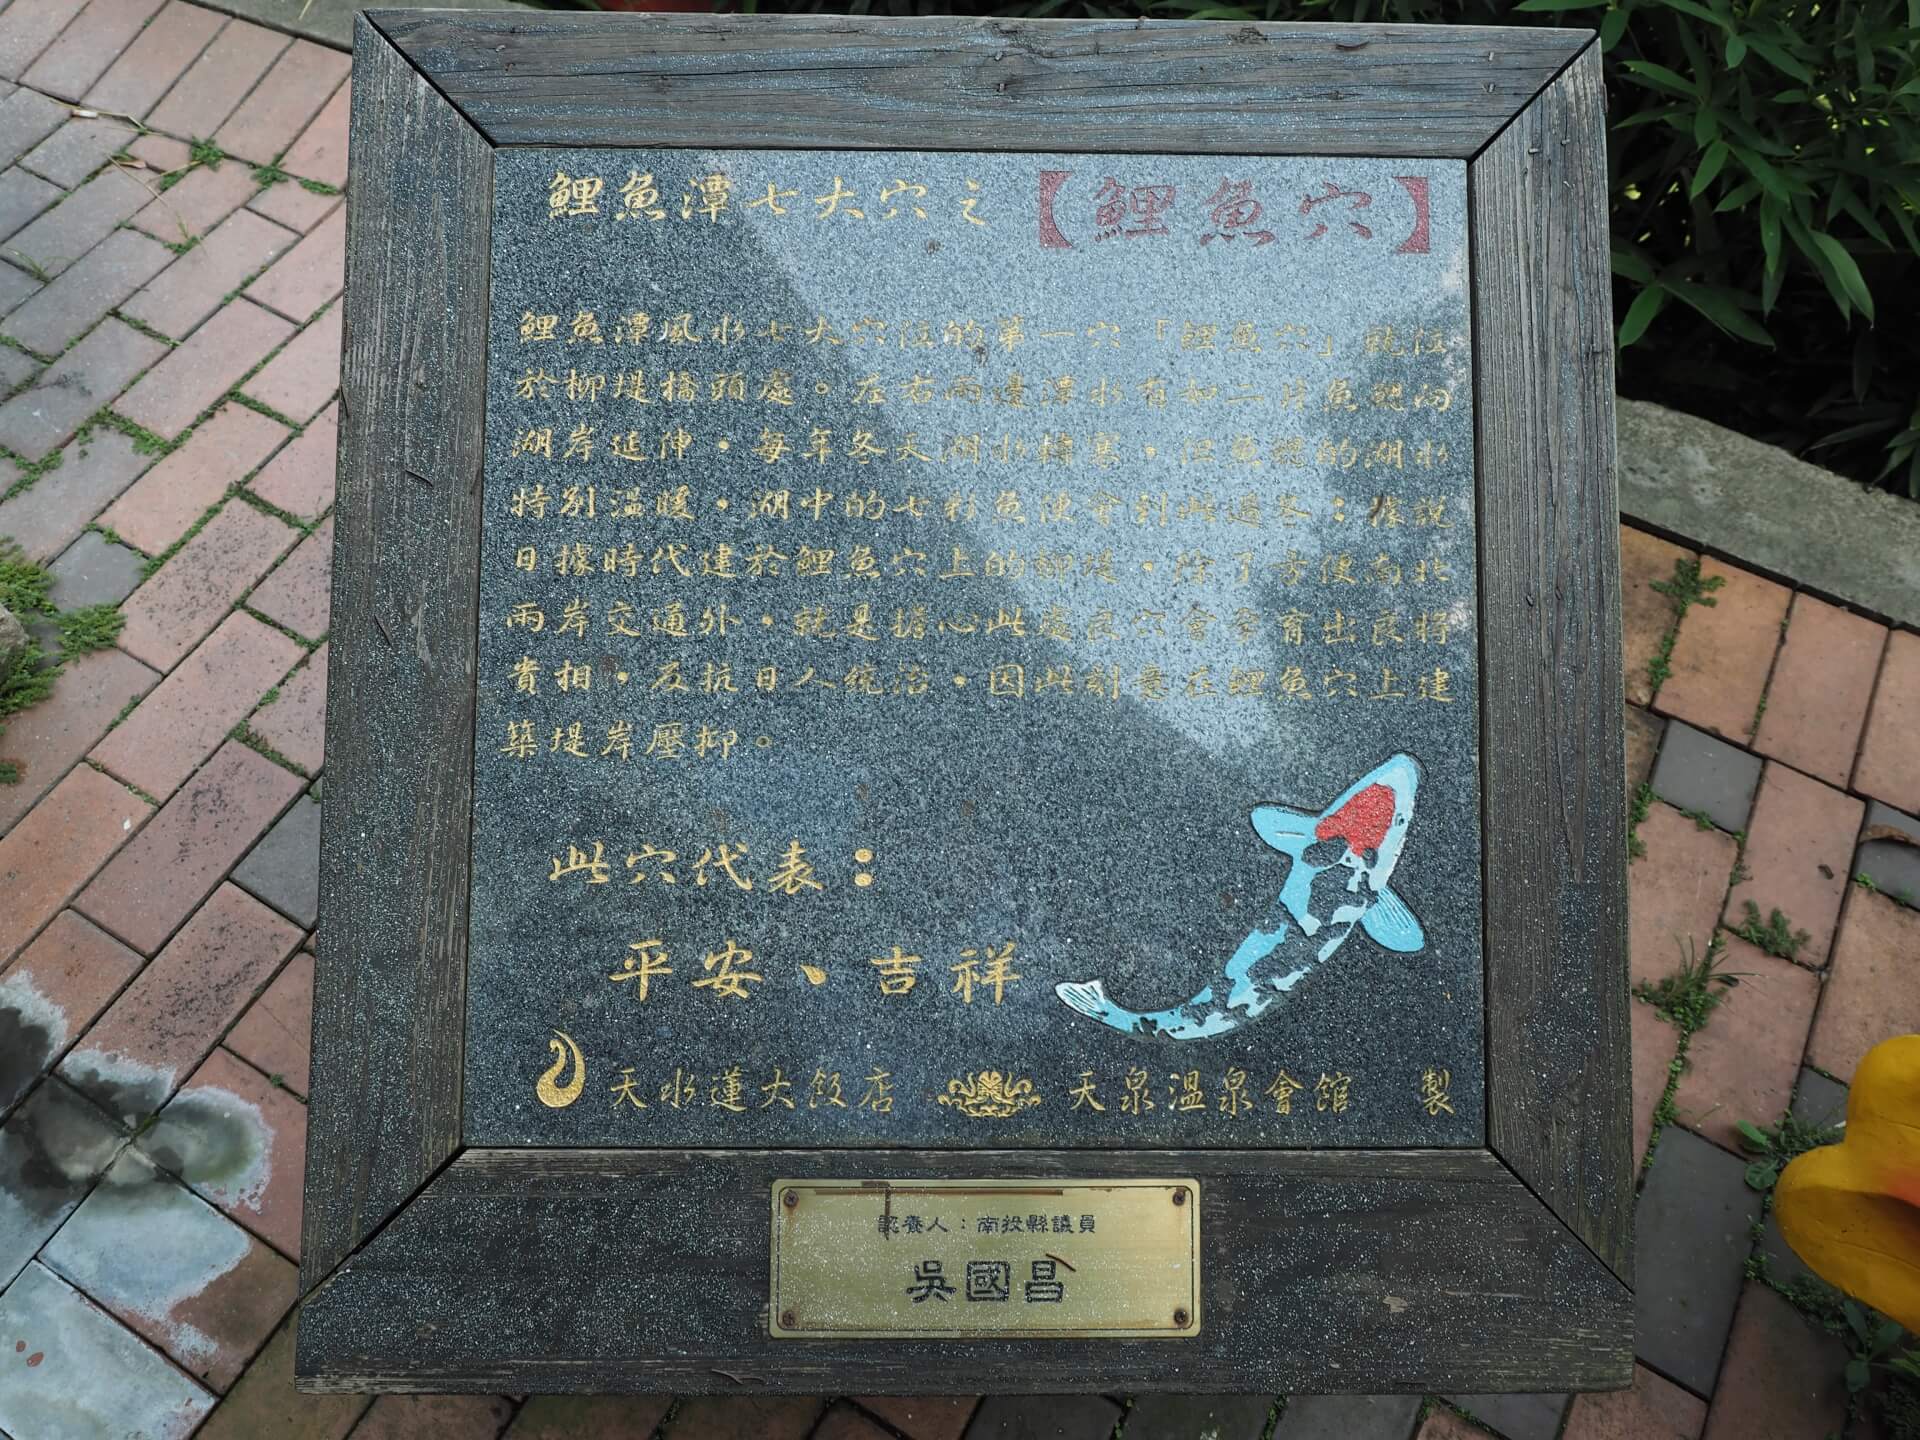 鯉魚潭七大穴之【鯉魚穴】
鯉魚潭風水七大穴位的第一穴「鯉魚穴」就位
於柳堤橋頭處。左右兩邊潭水有如二片魚鰓向
湖岸延伸，每年冬天湖水轉寒，但魚鰓的湖水
特別溫暖，湖中的七彩魚便會到此過冬；據說
日據時代建於鯉魚穴上的柳堤，除了方便南北
兩岸交通外，就是擔心此處良穴會孕育出良將
貴相，反抗日人統治，因此刻意在鯉魚穴上建
築堤岸壓抑。
此穴代表：
平安、吉祥
天水蓮大飯店 天泉溫泉會館 製
認養人：南投縣議員
吳國昌